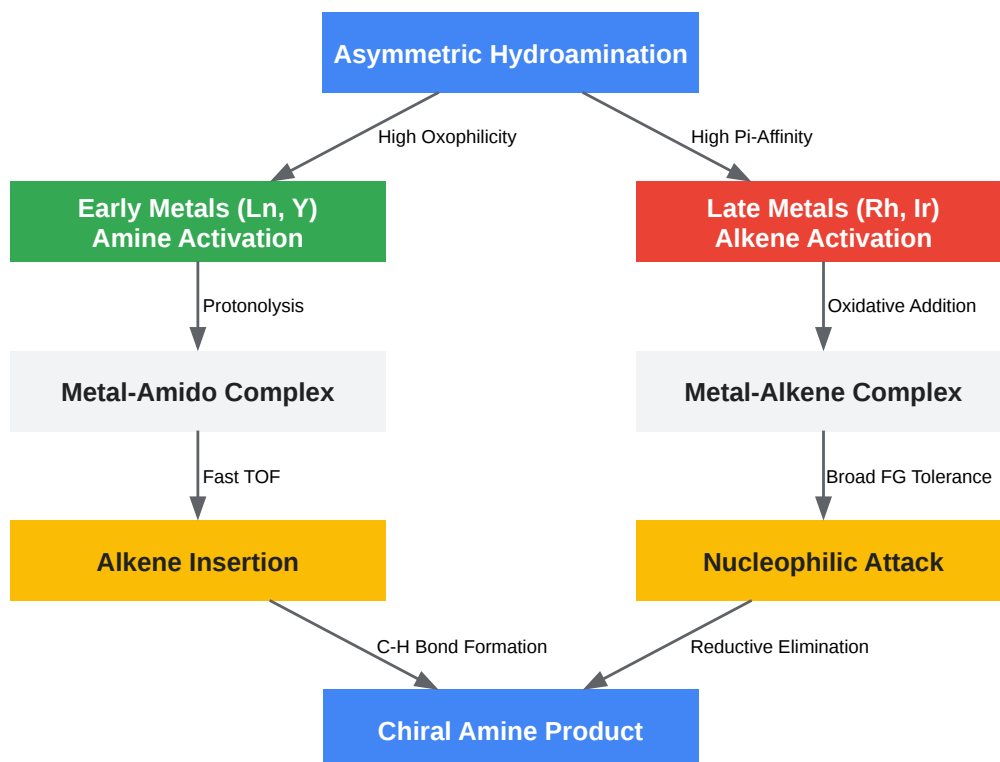 Asymmetric Hydroamination
High Oxophilicity
High Pi-Affinity
Early Metals (Ln, Y)
Amine Activation
Late Metals (Rh, Ir)
Alkene Activation
Protonolysis
Oxidative Addition
Metal-Amido Complex
Metal-Alkene Complex
Fast TOF
Broad FG Tolerance
Alkene Insertion
Nucleophilic Attack
C-H Bond Formation
Reductive Elimination
Chiral Amine Product